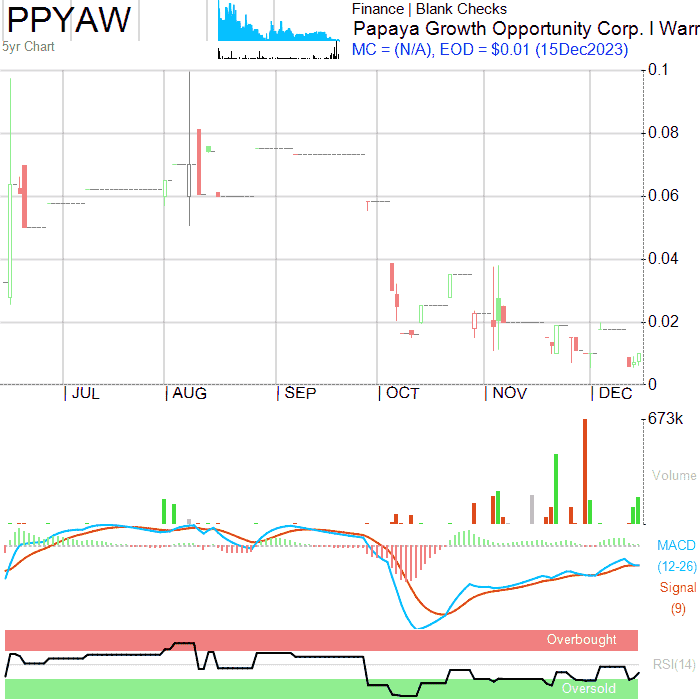 PPYAW
5yr Chart
Finance | Blank Checks
Papaya Growth Opportunity Corp. I Warr
MC = (N/A), EOD = $0.01 (15Dec2023)
0.1
0.08
0.06
0.04
0.02
0
JUL AUG SEP OCT NOV DEC
673k
Volume
MACD
(12-26)
Signal
(9)
Overbought
RSI(14)
Oversold